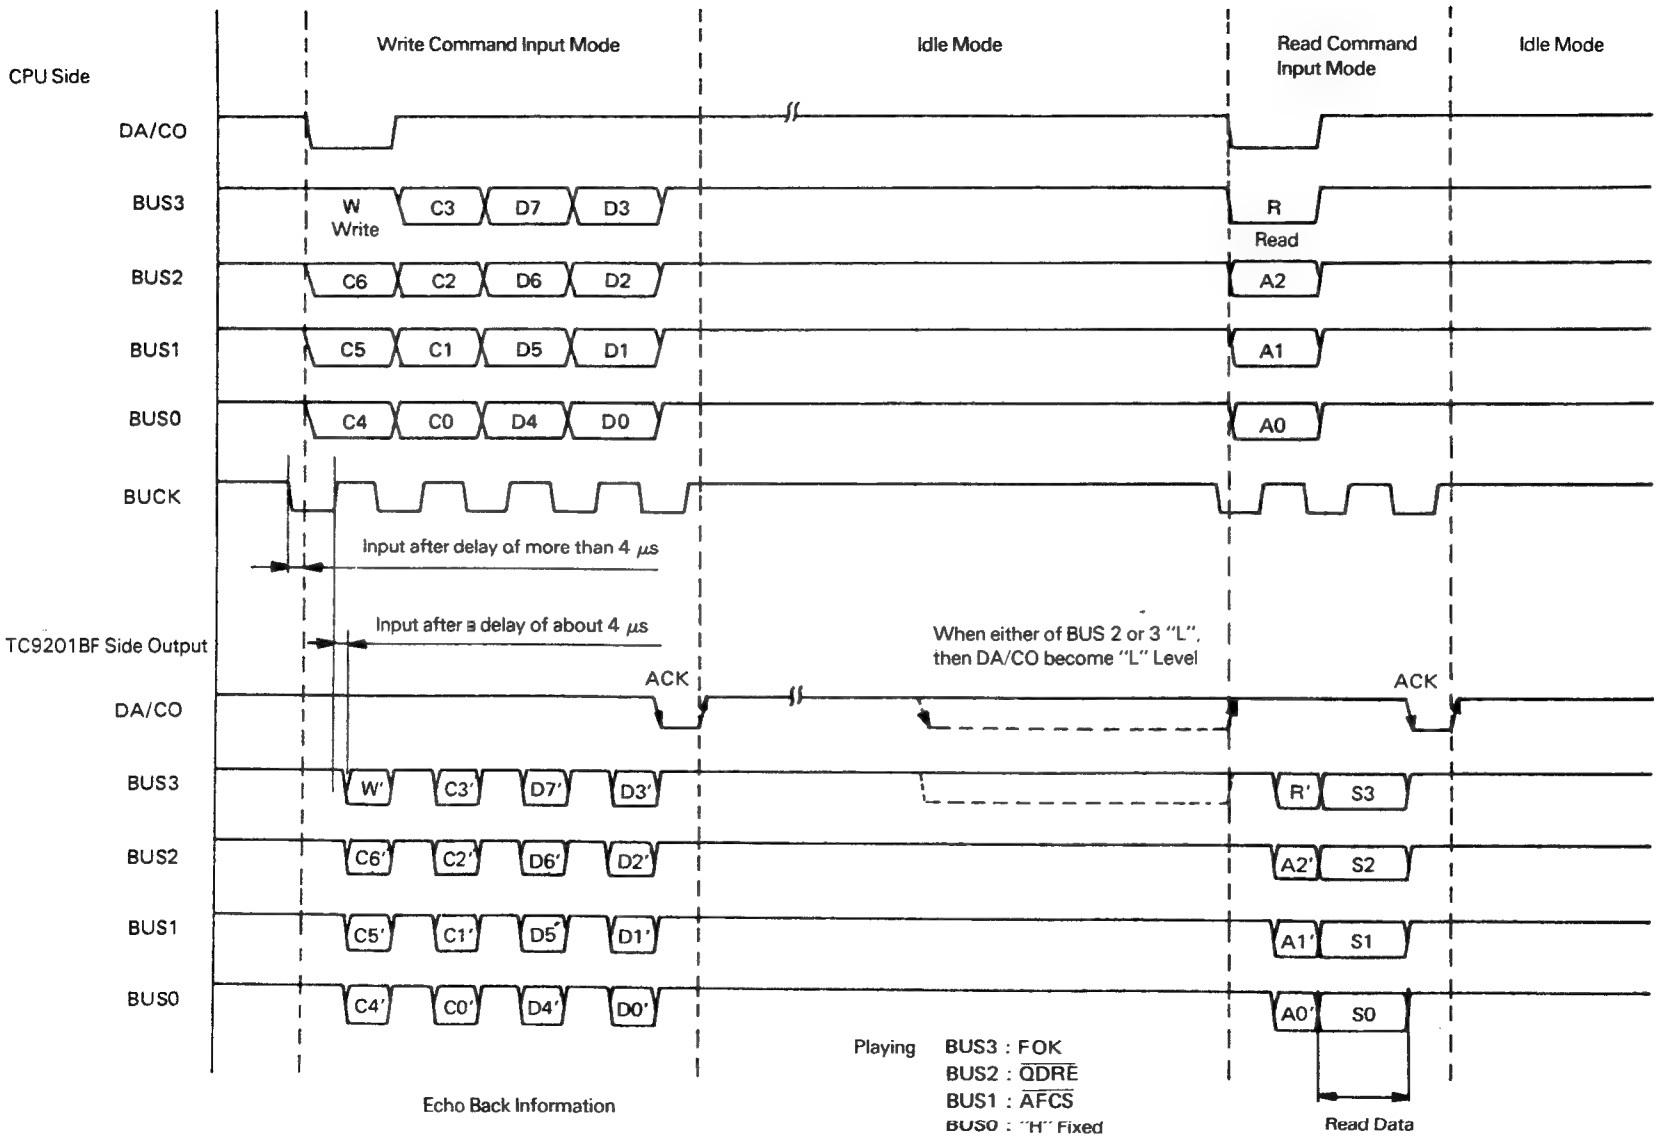 Write Command Input Mode
Idle Mode
Read Command
Input Mode
Idle Mode
CPU Side
DA/CO
BUS3
W
Write
C3
D7
D3
R
Read
BUS2
C6
C2
D6
D2
A2
BUS1
C5
C1
D5
D1
A1
BUS0
C4
C0
D4
D0
A0
BUCK
Input after delay of more than 4 μs
Input after a delay of about 4 μs
TC9201BF Side Output
When either of BUS 2 or 3 "L",
then DA/CO become "L" Level
ACK
ACK
DA/CO
BUS3
W'
C3'
D7'
D3'
R'
S3
BUS2
C6'
C2'
D6'
D2'
A2'
S2
BUS1
C5'
C1'
D5'
D1'
A1'
S1
BUS0
C4'
C0'
D4'
D0'
A0'
S0
Playing
BUS3 : FOK
BUS2 : Q̅D̅R̅E̅
BUS1 : A̅F̅C̅S̅
BUS0 : "H" Fixed
Echo Back Information
Read Data